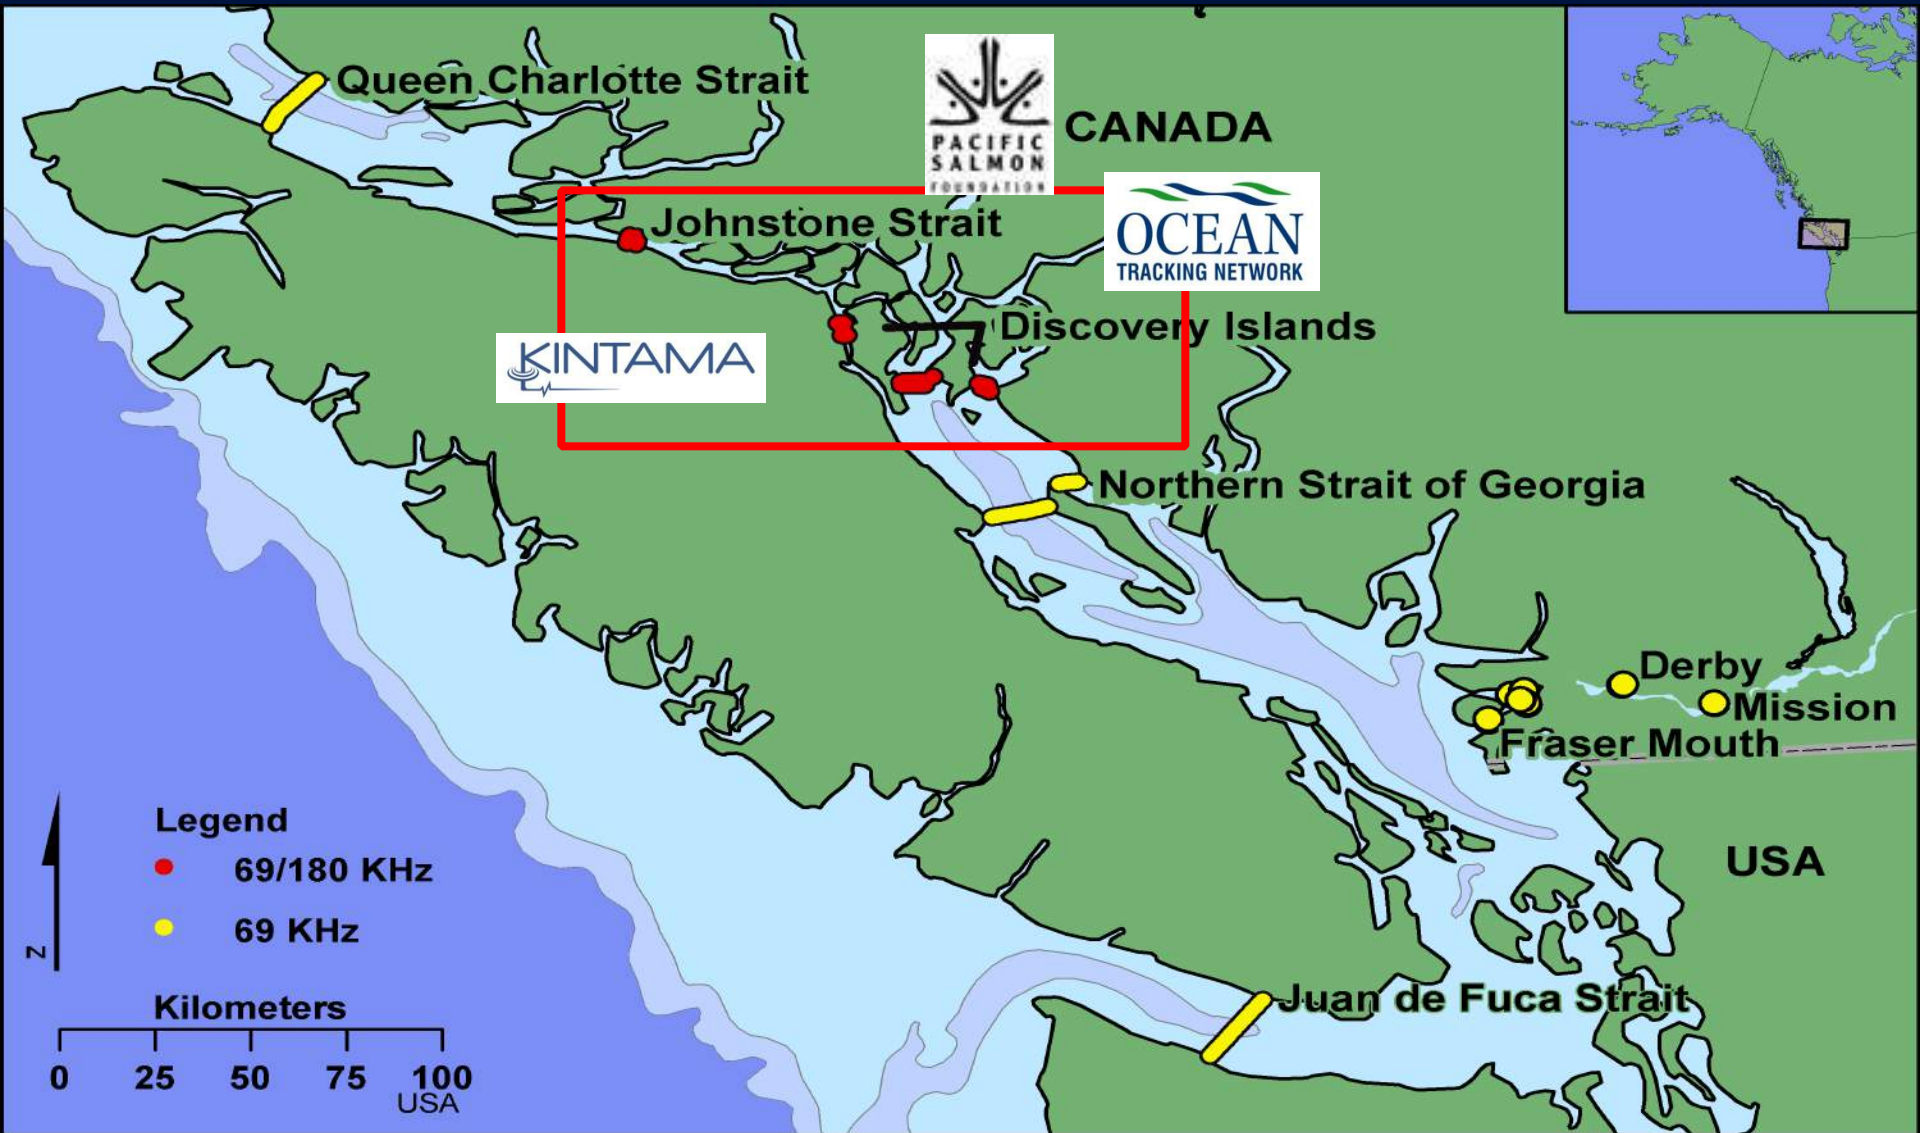 Queen Charlotte Strait
PACIFIC
SALMON
FOUNDATION
CANADA
OCEAN
TRACKING NETWORK
Johnstone Strait
Discovery Islands
KINTAMA
Northern Strait of Georgia
Derby
Mission
Fraser Mouth
USA
Legend
69/180 KHz
69 KHz
N
Kilometers
0 25 50 75 100
USA
Juan de Fuca Strait